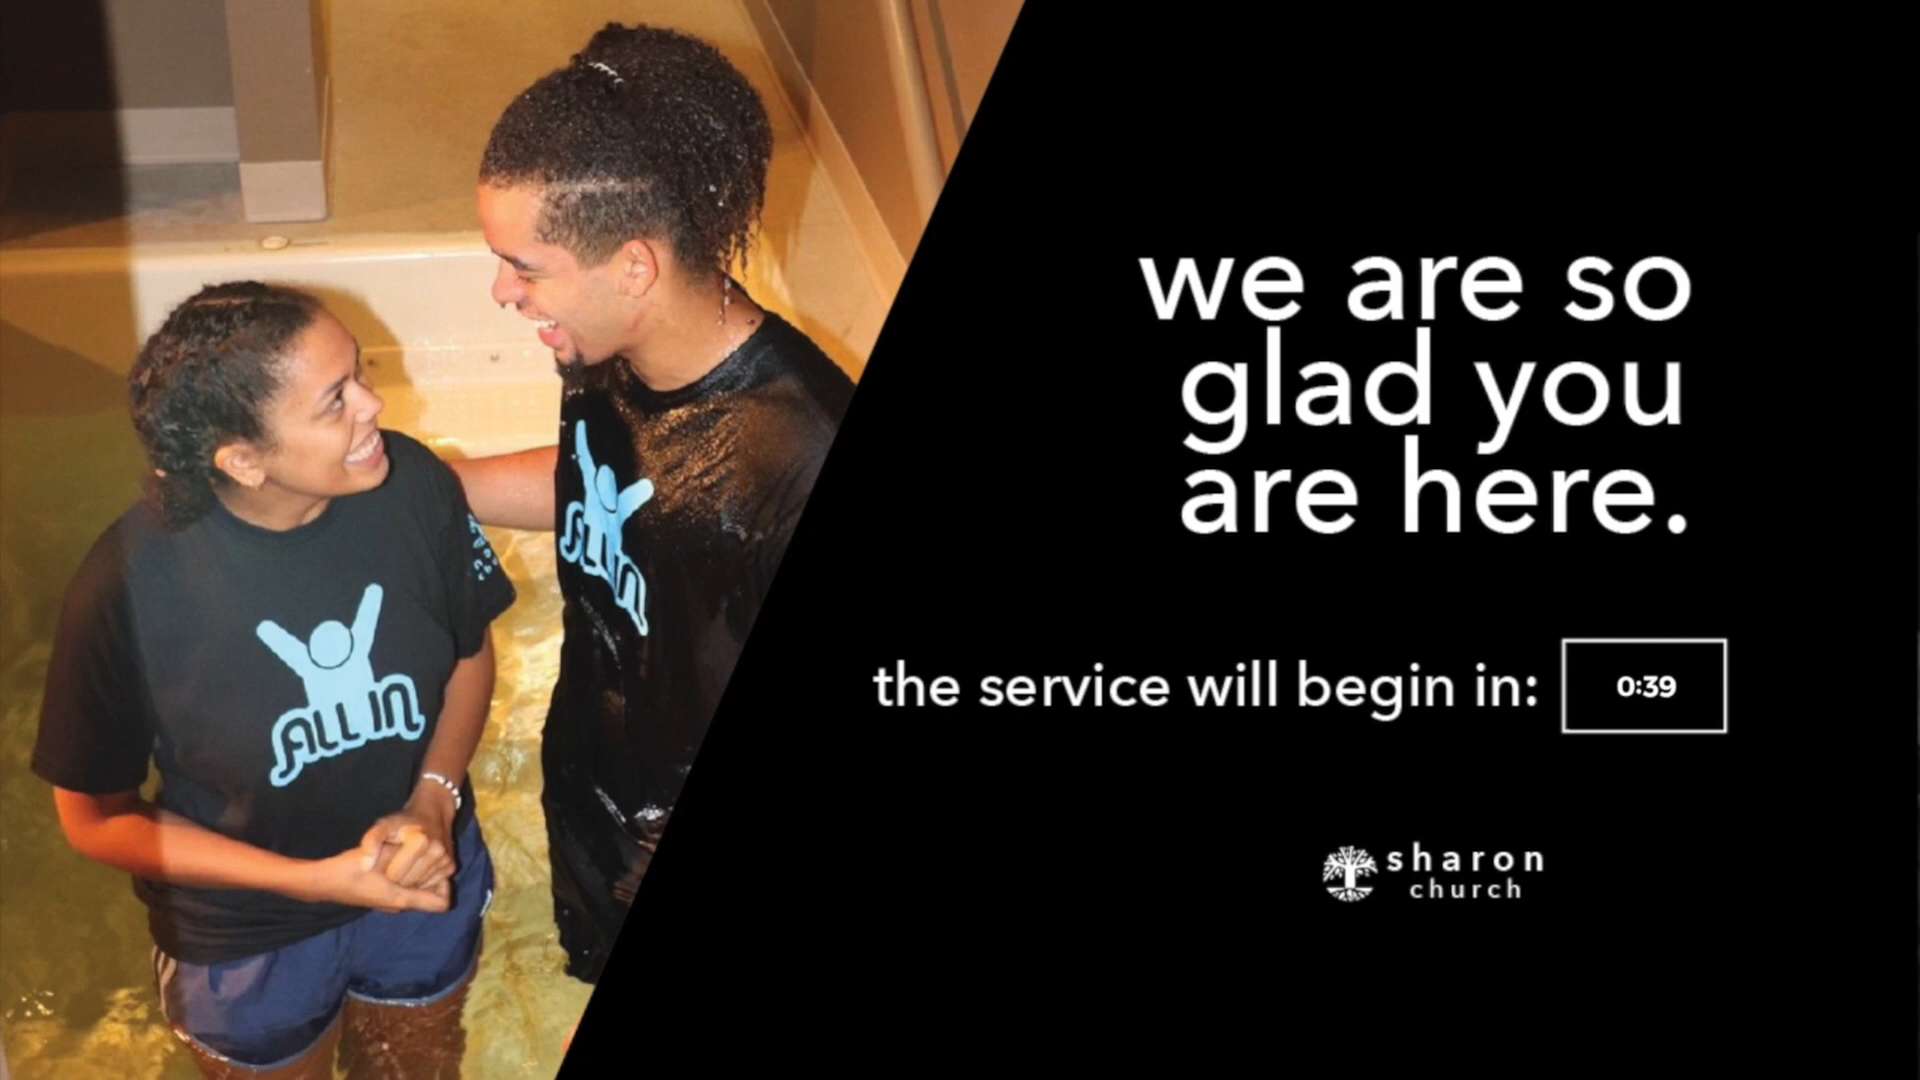 we are so
glad you
are here.
the service will begin in: 0:39
sharon
church
ALL IN
ALL IN